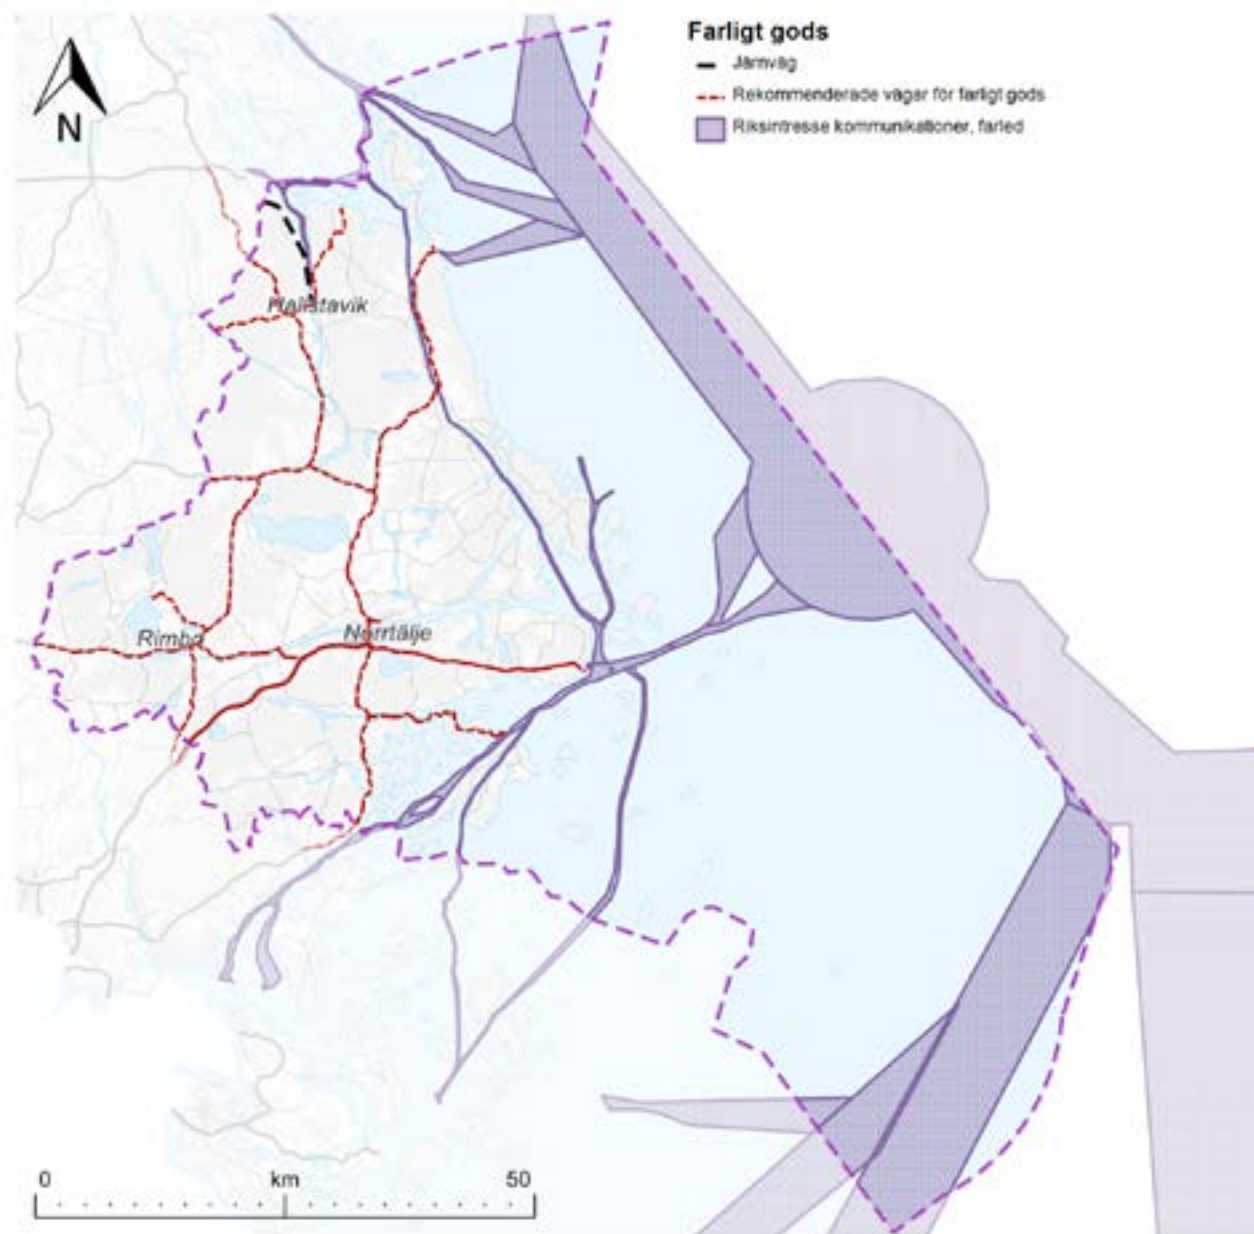 Farligt gods
Järnväg
Rekommenderade vägar för farligt gods
Riksintresse kommunikationer, farled
N
Hallstavik
Rimbo
Norrtälje
0 km 50